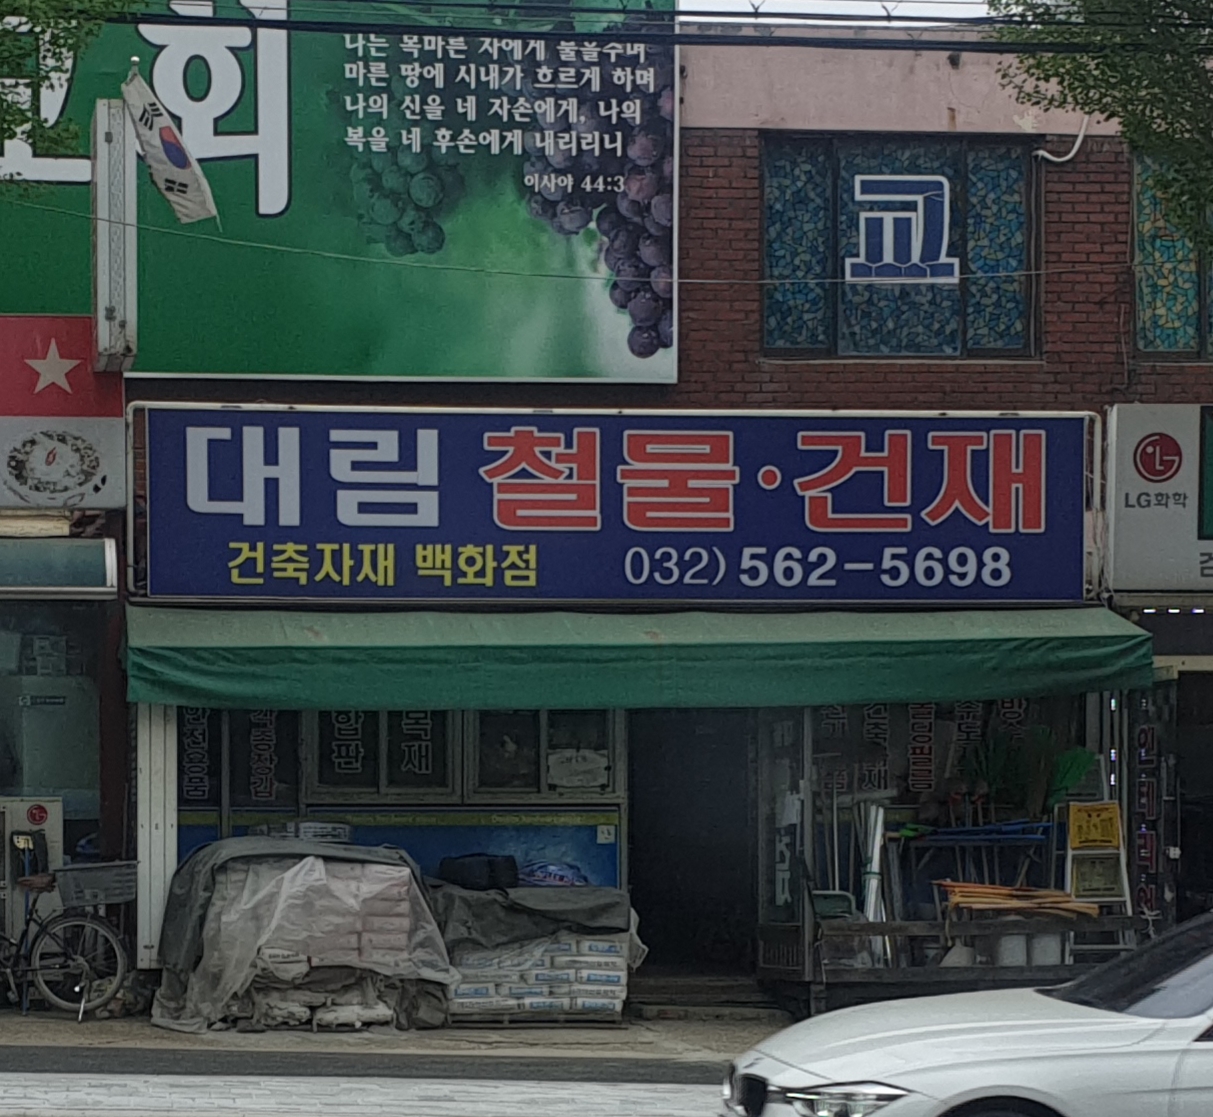 회
나는 목마른 자에게 물을주며
마른 땅에 시내가 흐르게 하며
나의 신을 네 자손에게, 나의
복을 네 후손에게 내리리니
이사야 44:3
교
대림 철물·건재
건축자재 백화점 032) 562-5698
LG화학
합판
목재